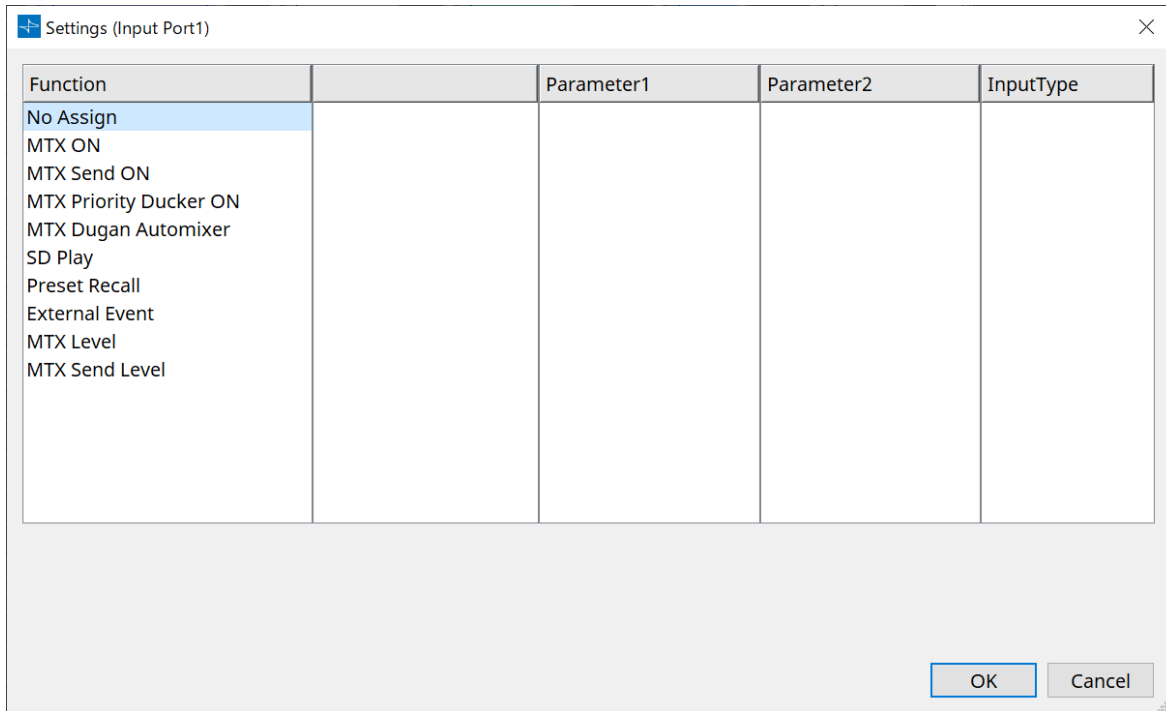 Settings (Input Port1)
Function Parameter1 Parameter2 InputType
No Assign
MTX ON
MTX Send ON
MTX Priority Ducker ON
MTX Dugan Automixer
SD Play
Preset Recall
External Event
MTX Level
MTX Send Level
OK Cancel